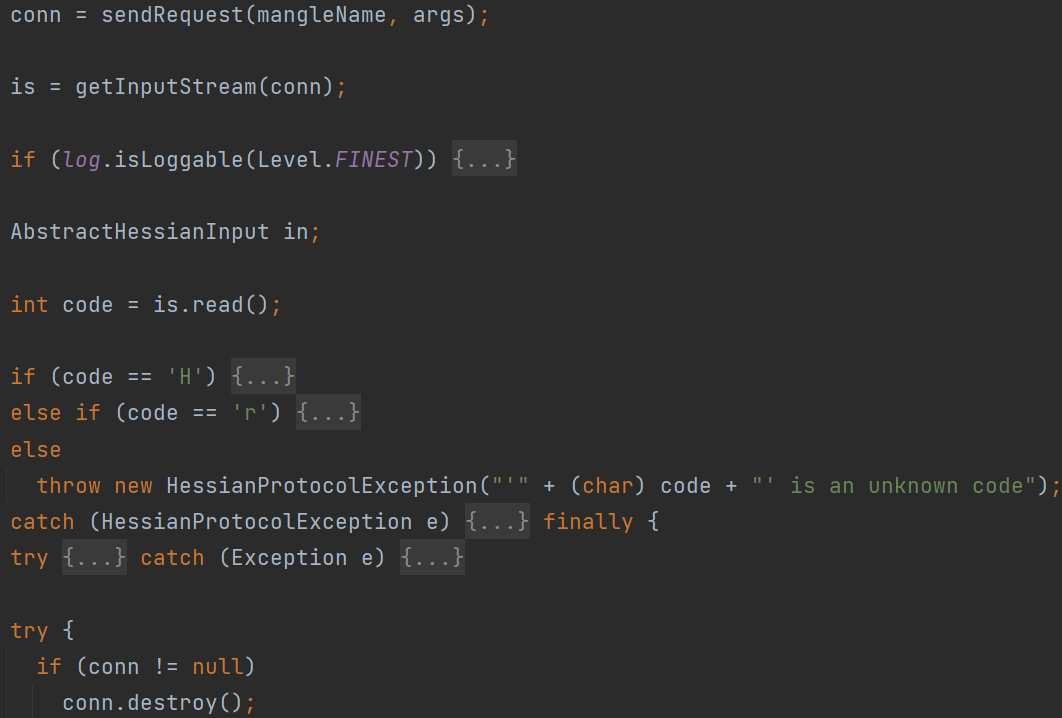 conn = sendRequest(mangleName, args);
is = getInputStream(conn);
if (log.isLoggable(Level.FINEST)) {...}
AbstractHessianInput in;
int code = is.read();
if (code == 'H') {...}
else if (code == 'r') {...}
else
throw new HessianProtocolException("'" + (char) code + "' is an unknown code");
catch (HessianProtocolException e) {...} finally {
try {...} catch (Exception e) {...}
try {
if (conn != null)
conn.destroy();